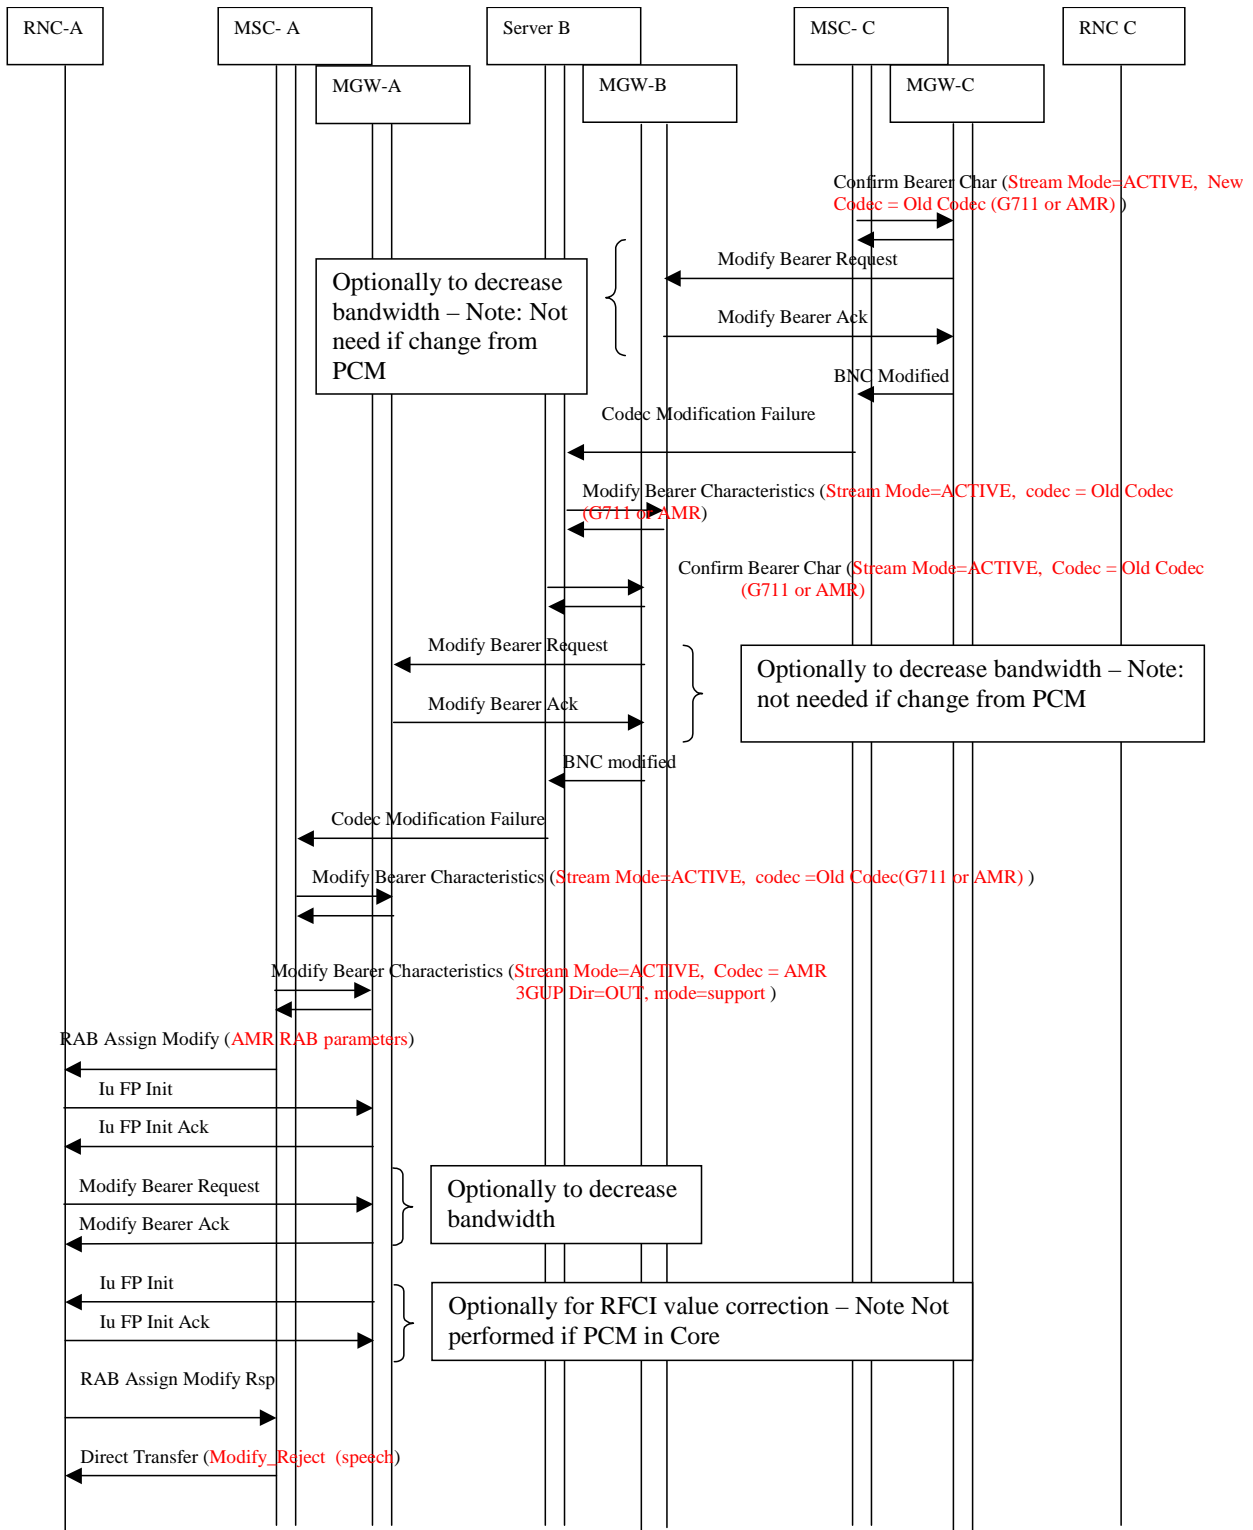 RNC-A
MSC- A
Server B
MSC- C
RNC C
MGW-A
MGW-B
MGW-C
Confirm Bearer Char (Stream Mode=ACTIVE,  New
Codec = Old Codec (G711 or AMR) )
Modify Bearer Request
Optionally to decrease
bandwidth – Note: Not
need if change from
PCM
Modify Bearer Ack
BNC Modified
Codec Modification Failure
Modify Bearer Characteristics (Stream Mode=ACTIVE,  codec = Old Codec
(G711 or AMR)
Confirm Bearer Char (Stream Mode=ACTIVE,  Codec = Old Codec
(G711 or AMR)
Modify Bearer Request
Optionally to decrease bandwidth – Note:
not needed if change from PCM
Modify Bearer Ack
BNC modified
Codec Modification Failure
Modify Bearer Characteristics (Stream Mode=ACTIVE,  codec =Old Codec(G711 or AMR) )
Modify Bearer Characteristics (Stream Mode=ACTIVE,  Codec = AMR
3GUP Dir=OUT, mode=support )
RAB Assign Modify (AMR RAB parameters)
Iu FP Init
Iu FP Init Ack
Modify Bearer Request
Optionally to decrease
bandwidth
Modify Bearer Ack
Iu FP Init
Optionally for RFCI value correction – Note Not
performed if PCM in Core
Iu FP Init Ack
RAB Assign Modify Rsp
Direct Transfer (Modify_Reject  (speech)